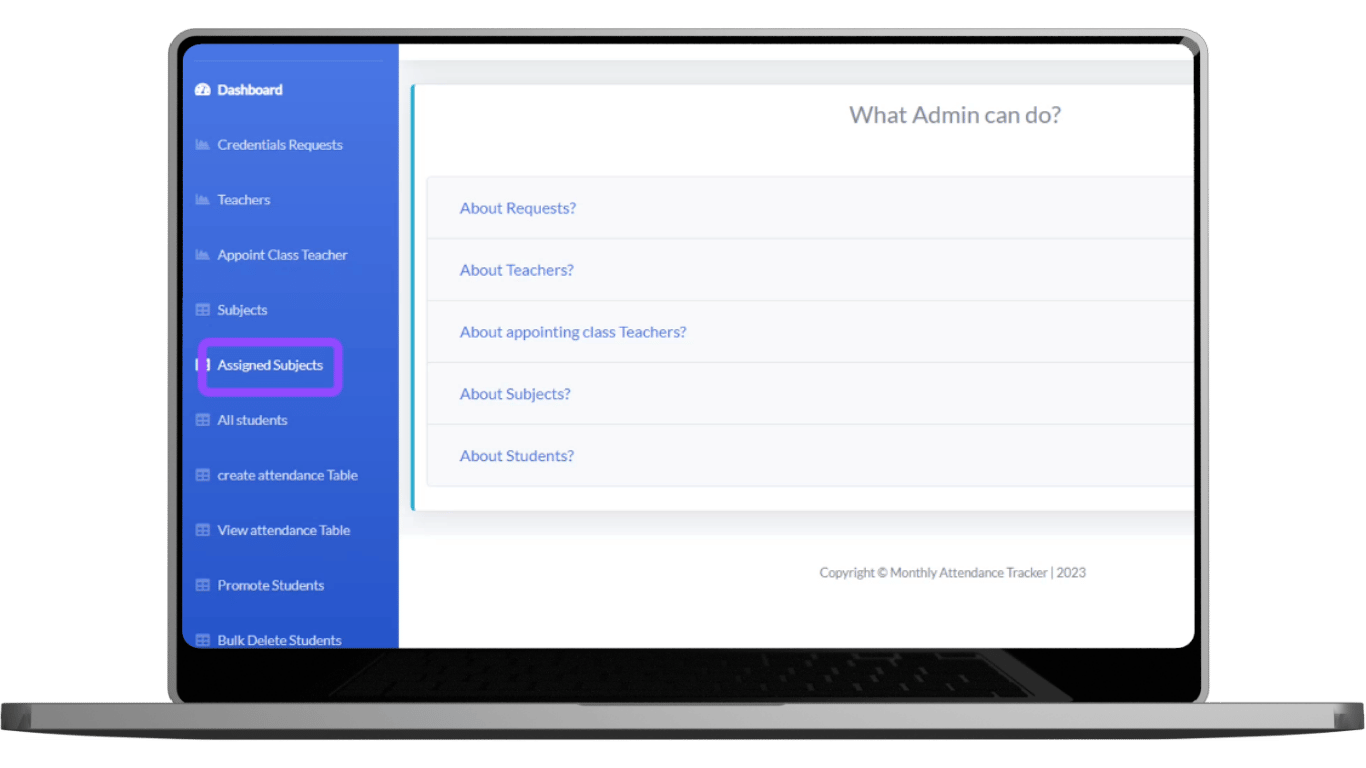 Dashboard
Credentials Requests
Teachers
Appoint Class Teacher
Subjects
Assigned Subjects
All students
create attendance Table
View attendance Table
Promote Students
Bulk Delete Students
What Admin can do?
About Requests?
About Teachers?
About appointing class Teachers?
About Subjects?
About Students?
Copyright © Monthly Attendance Tracker | 2023